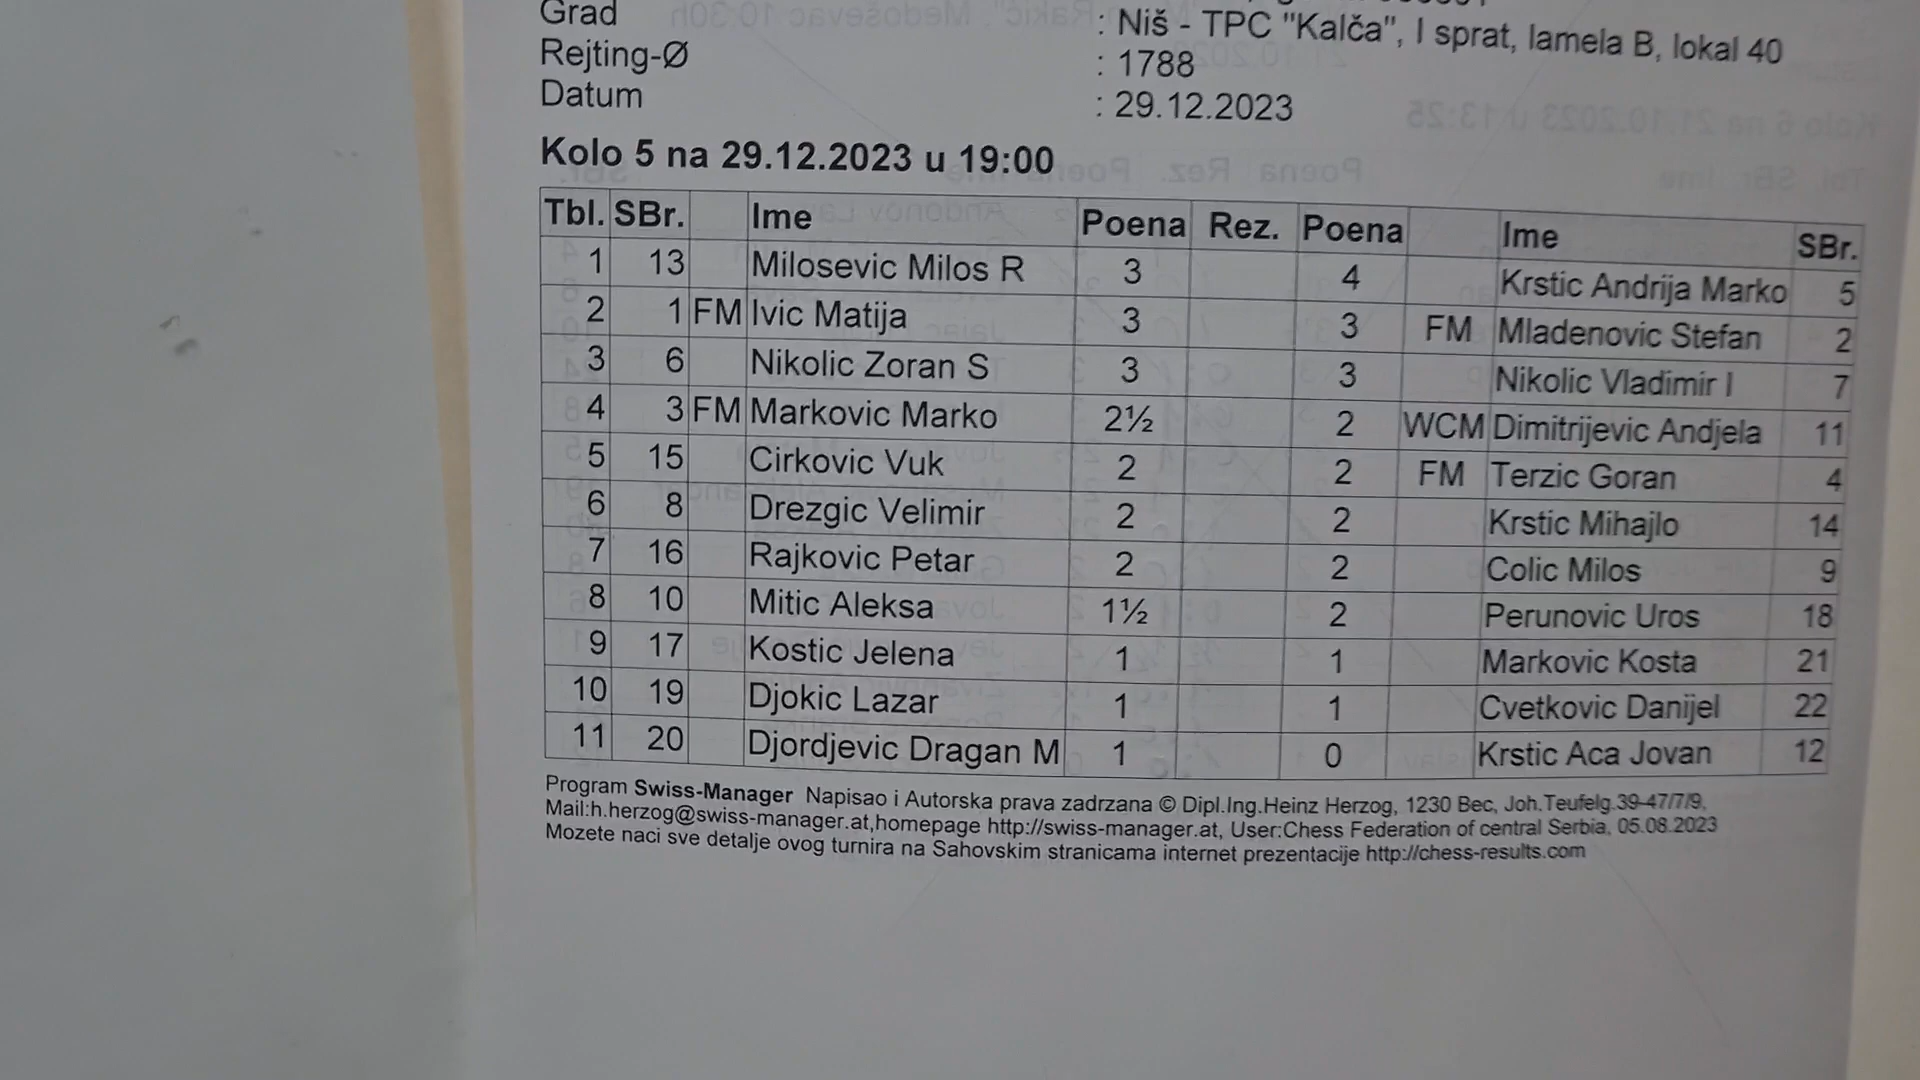 Grad : Niš - TPC "Kalča", I sprat, lamela B, lokal 40
Rejting-Ø : 1788
Datum : 29.12.2023
Kolo 5 na 29.12.2023 u 19:00
Tbl. SBr. Ime Poena Rez. Poena Ime SBr.
1 13 Milosevic Milos R 3 4 Krstic Andrija Marko 5
2 1 FM Ivic Matija 3 3 FM Mladenovic Stefan 2
3 6 Nikolic Zoran S 3 3 Nikolic Vladimir I 7
4 3 FM Markovic Marko 2½ 2 WCM Dimitrijevic Andjela 11
5 15 Cirkovic Vuk 2 2 FM Terzic Goran 4
6 8 Drezgic Velimir 2 2 Krstic Mihajlo 14
7 16 Rajkovic Petar 2 2 Colic Milos 9
8 10 Mitic Aleksa 1½ 2 Perunovic Uros 18
9 17 Kostic Jelena 1 1 Markovic Kosta 21
10 19 Djokic Lazar 1 1 Cvetkovic Danijel 22
11 20 Djordjevic Dragan M 1 0 Krstic Aca Jovan 12
Program Swiss-Manager Napisao i Autorska prava zadrzana © Dipl.Ing.Heinz Herzog, 1230 Bec, Joh.Teufelg.39-47/7/9,
Mail:h.herzog@swiss-manager.at,homepage http://swiss-manager.at, User:Chess Federation of central Serbia, 05.08.2023
Mozete naci sve detalje ovog turnira na Sahovskim stranicama internet prezentacije http://chess-results.com